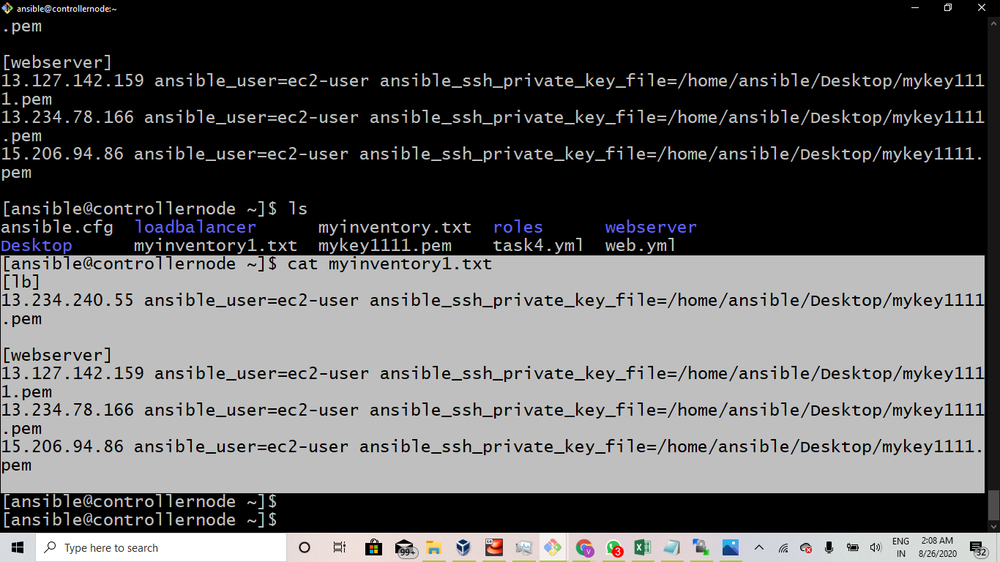 ansible@controllernode:~
.pem
[webserver]
13.127.142.159 ansible_user=ec2-user ansible_ssh_private_key_file=/home/ansible/Desktop/mykey111
1.pem
13.234.78.166 ansible_user=ec2-user ansible_ssh_private_key_file=/home/ansible/Desktop/mykey1111
.pem
15.206.94.86 ansible_user=ec2-user ansible_ssh_private_key_file=/home/ansible/Desktop/mykey1111.
pem
[ansible@controllernode ~]$ ls
ansible.cfg loadbalancer myinventory.txt roles webserver
Desktop myinventory1.txt mykey1111.pem task4.yml web.yml
[ansible@controllernode ~]$ cat myinventory1.txt
[lb]
13.234.240.55 ansible_user=ec2-user ansible_ssh_private_key_file=/home/ansible/Desktop/mykey1111
.pem
[webserver]
13.127.142.159 ansible_user=ec2-user ansible_ssh_private_key_file=/home/ansible/Desktop/mykey111
1.pem
13.234.78.166 ansible_user=ec2-user ansible_ssh_private_key_file=/home/ansible/Desktop/mykey1111
.pem
15.206.94.86 ansible_user=ec2-user ansible_ssh_private_key_file=/home/ansible/Desktop/mykey1111.
pem
[ansible@controllernode ~]$
[ansible@controllernode ~]$
Type here to search
99+
64
V
3
ENG
IN
2:08 AM
8/26/2020
32